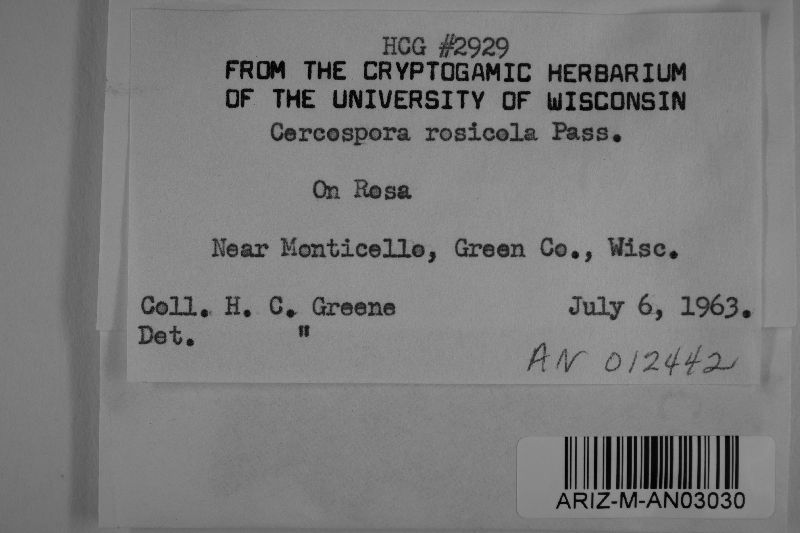 HCG #2929
FROM THE CRYPTOGAMIC HERBARIUM
OF THE UNIVERSITY OF WISCONSIN
Cercospora rosicola Pass.
On Rosa
Near Monticello, Green Co., Wisc.
Coll. H. C. Greene July 6, 1963.
Det. "
AN 012442
ARIZ-M-AN03030